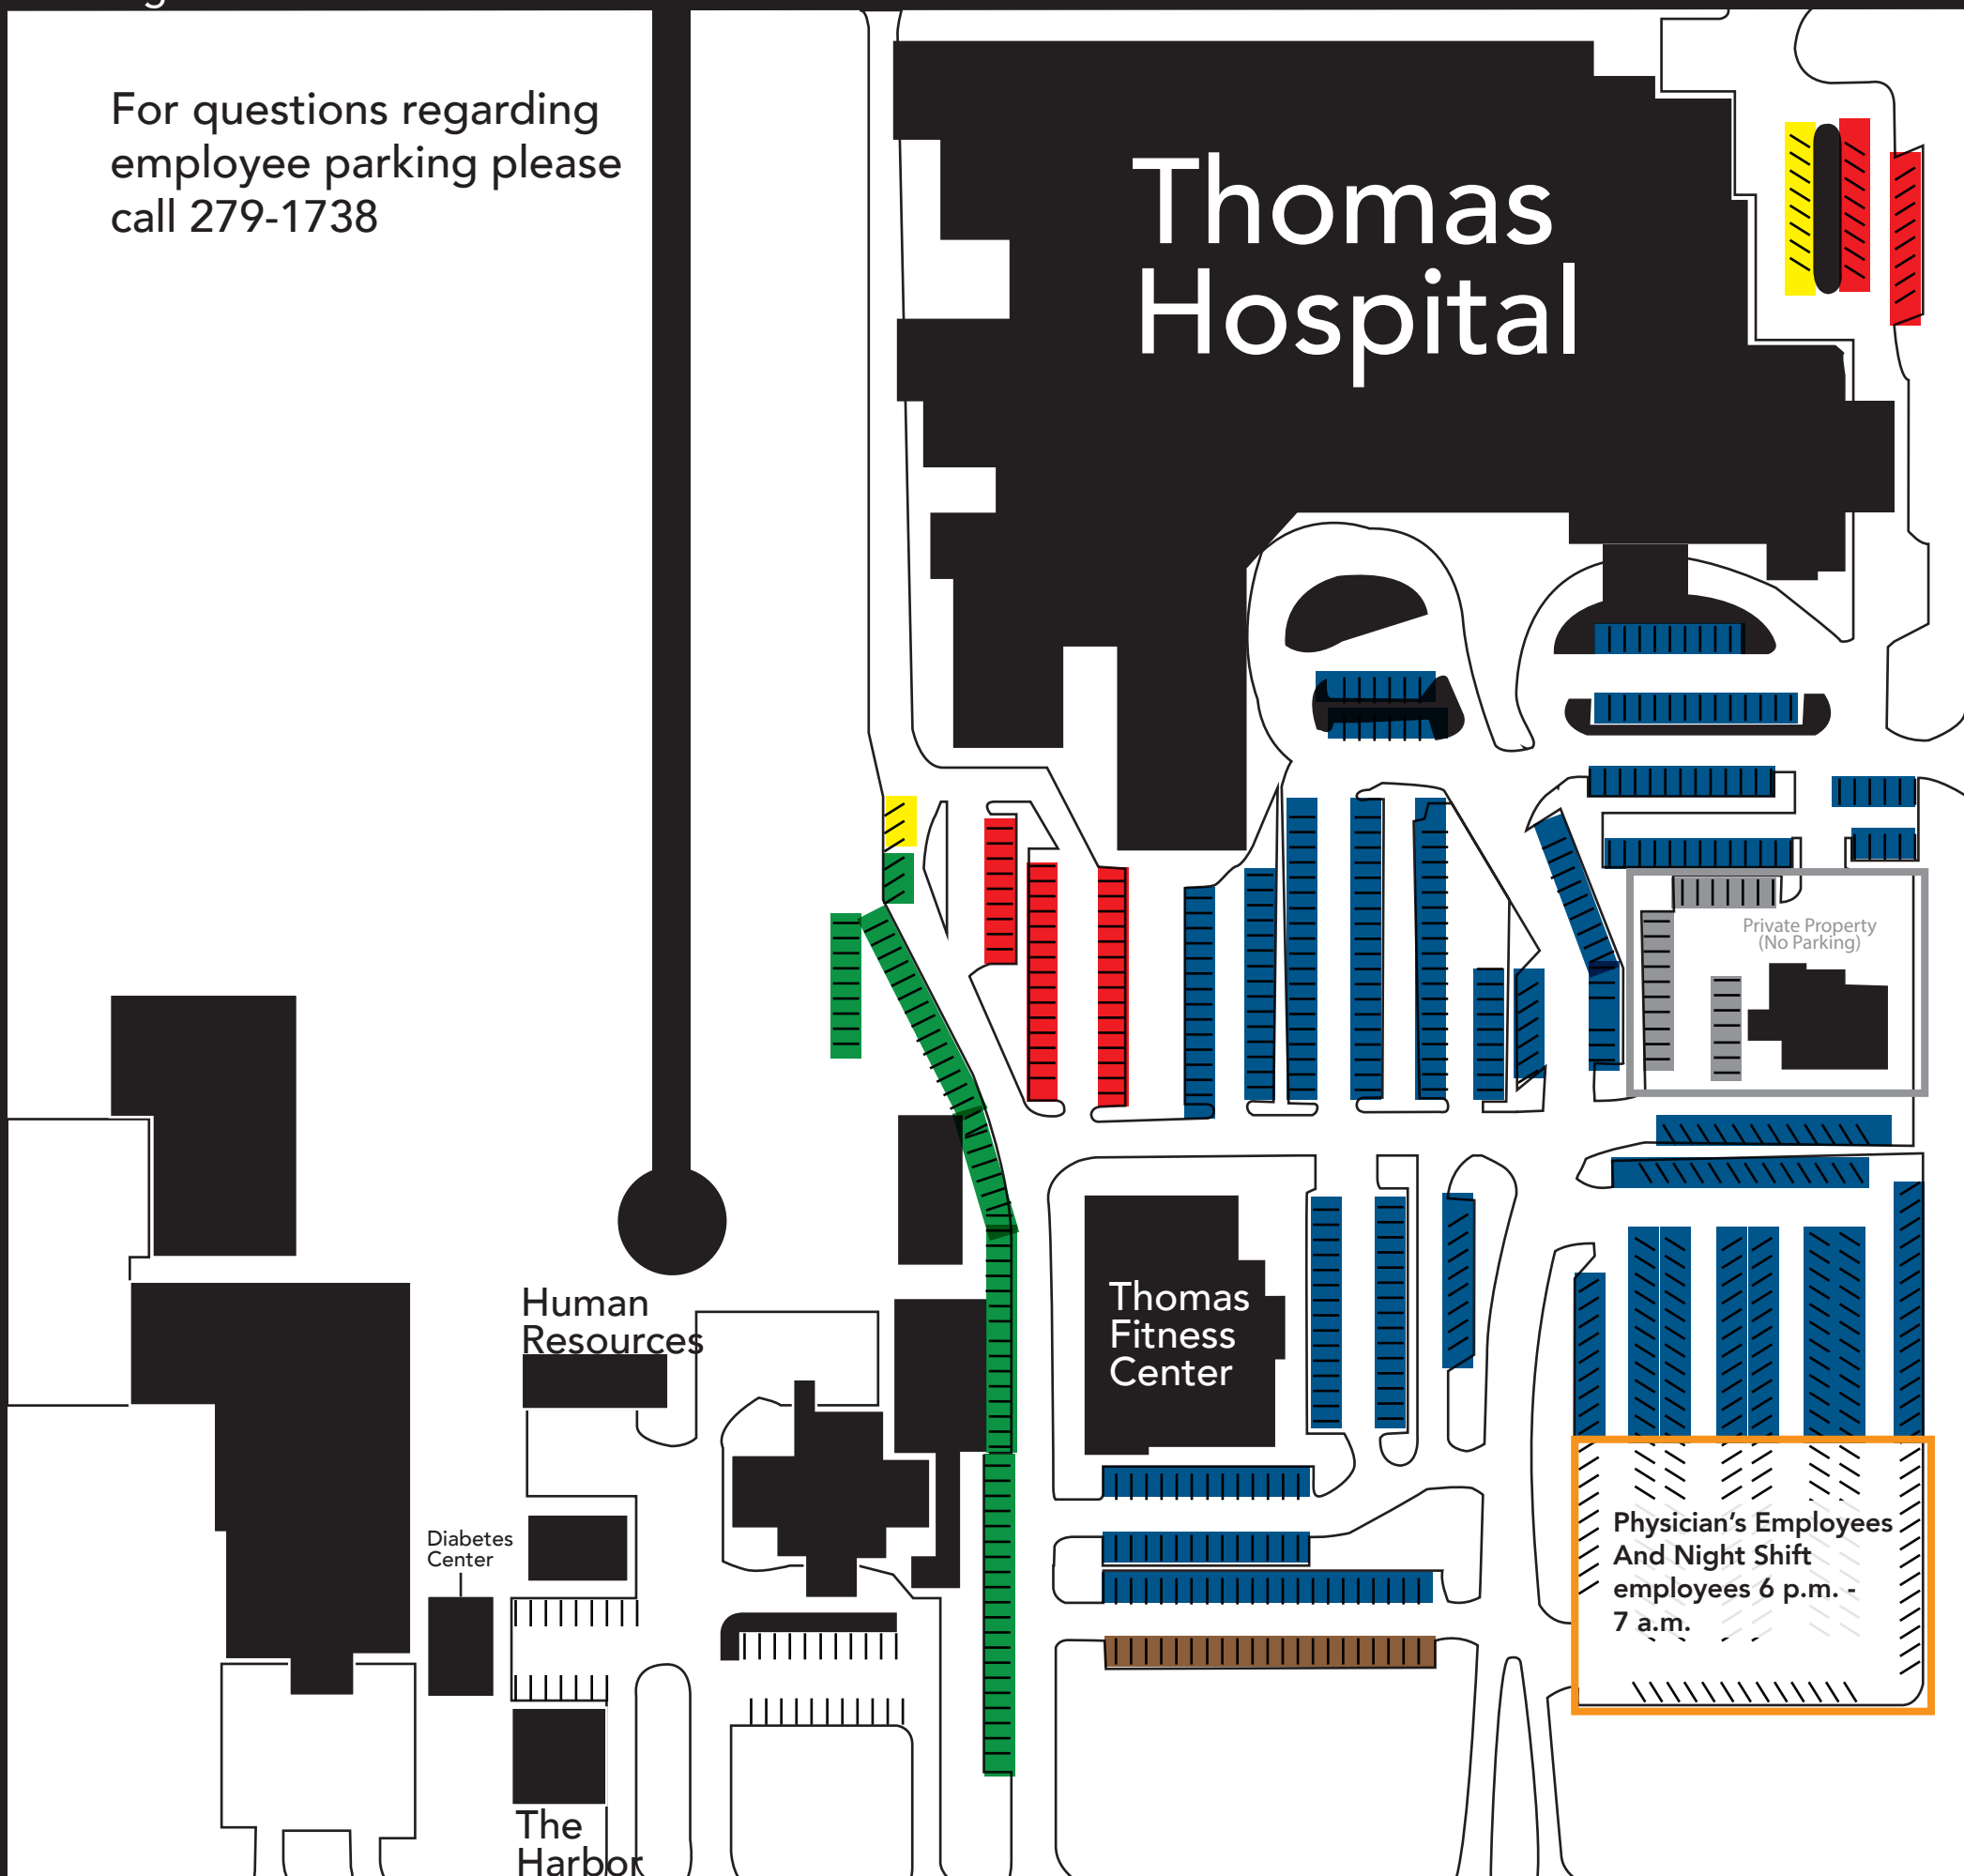 For questions regarding
employee parking please
call 279-1738
Thomas
Hospital
Private Property
(No Parking)
Human
Resources
Thomas
Fitness
Center
Diabetes
Center
Physician's Employees
And Night Shift
employees 6 p.m. -
7 a.m.
The
Harbor